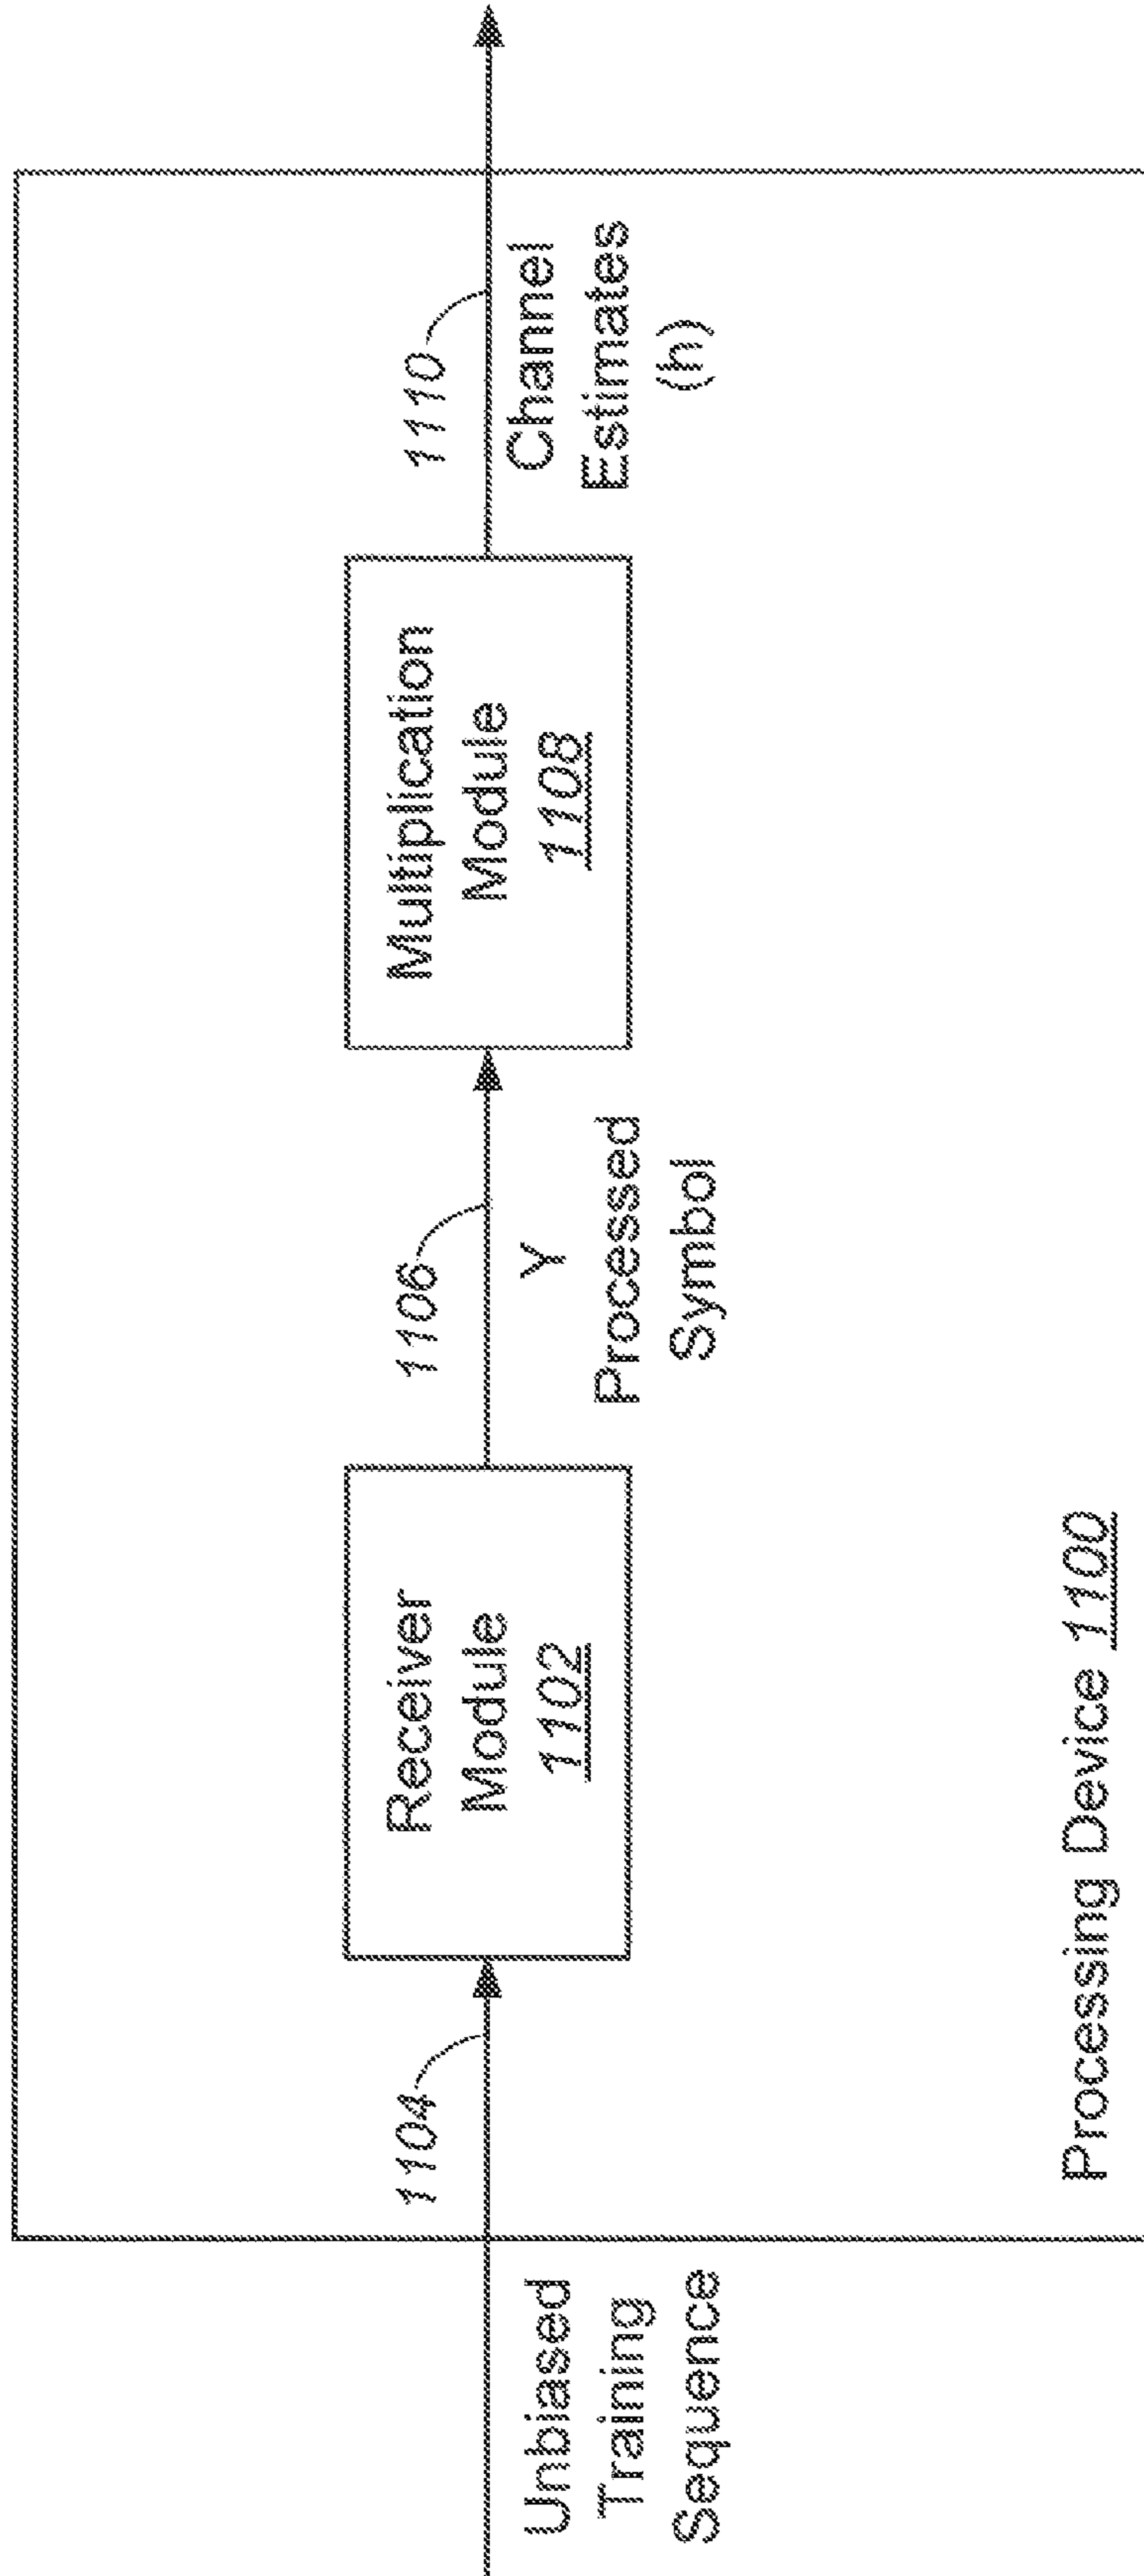 Unbiased
Training
Sequence
1104
Receiver
Module
1102
1106
Y
Processed
Symbol
Multiplication
Module
1108
1110
Channel
Estimates
(h)
Processing Device 1100